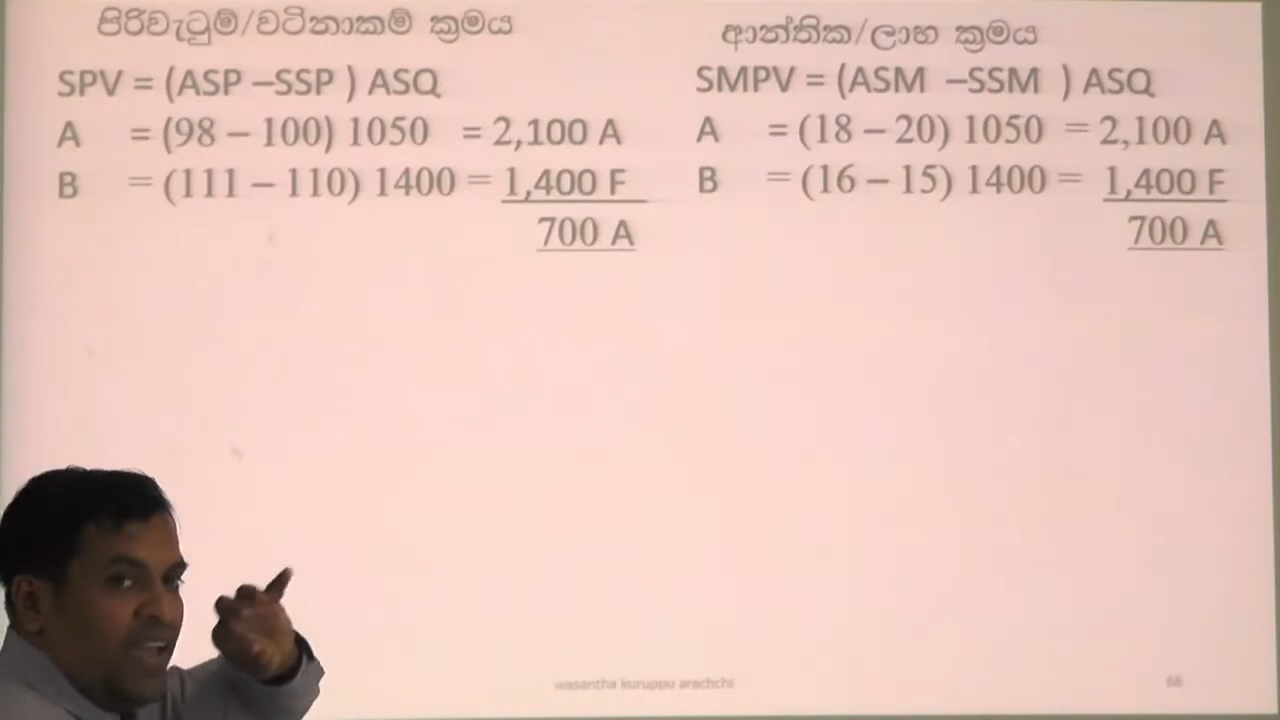 පිරිවැටුම්/වටිනාකම් ක්‍රමය
SPV = (ASP –SSP ) ASQ
A = (98 – 100) 1050 = 2,100 A
B = (111 – 110) 1400 = 1,400 F
700 A
ආන්තික/ලාභ ක්‍රමය
SMPV = (ASM –SSM ) ASQ
A = (18 – 20) 1050 = 2,100 A
B = (16 – 15) 1400 = 1,400 F
700 A
wasantha kuruppu arachchi
66